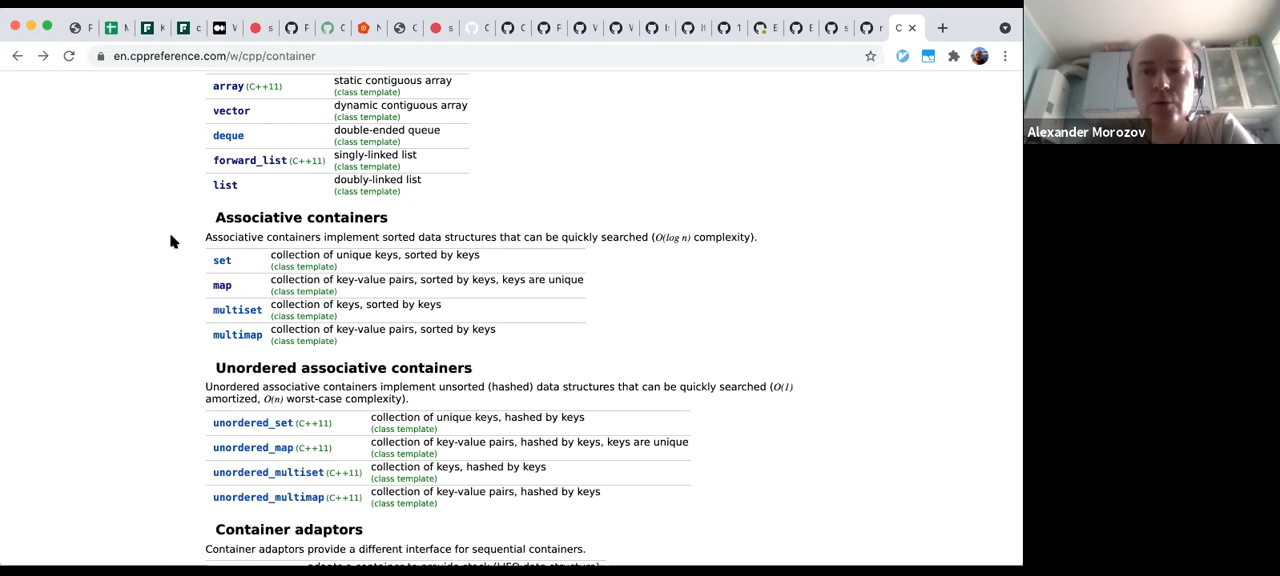 en.cppreference.com/w/cpp/container
array (C++11) static contiguous array
(class template)
vector dynamic contiguous array
(class template)
deque double-ended queue
(class template)
forward_list (C++11) singly-linked list
(class template)
list doubly-linked list
(class template)
Associative containers
Associative containers implement sorted data structures that can be quickly searched (O(log n) complexity).
set collection of unique keys, sorted by keys
(class template)
map collection of key-value pairs, sorted by keys, keys are unique
(class template)
multiset collection of keys, sorted by keys
(class template)
multimap collection of key-value pairs, sorted by keys
(class template)
Unordered associative containers
Unordered associative containers implement unsorted (hashed) data structures that can be quickly searched (O(1)
amortized, O(n) worst-case complexity).
unordered_set (C++11) collection of unique keys, hashed by keys
(class template)
unordered_map (C++11) collection of key-value pairs, hashed by keys, keys are unique
(class template)
unordered_multiset (C++11) collection of keys, hashed by keys
(class template)
unordered_multimap (C++11) collection of key-value pairs, hashed by keys
(class template)
Container adaptors
Container adaptors provide a different interface for sequential containers.
Alexander Morozov